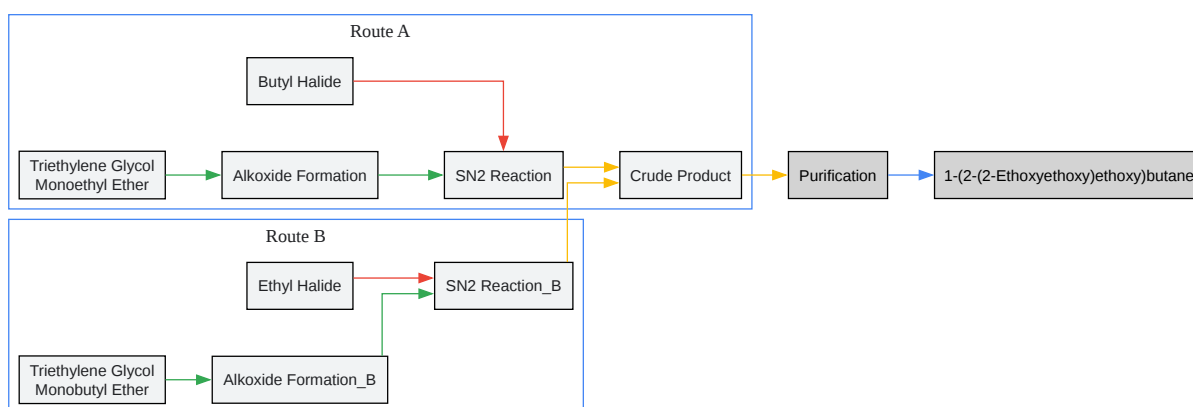 Route A
Butyl Halide
Triethylene Glycol
Monoethyl Ether
Alkoxide Formation
SN2 Reaction
Crude Product
Purification
1-(2-(2-Ethoxyethoxy)ethoxy)butane
Route B
Ethyl Halide
SN2 Reaction_B
Triethylene Glycol
Monobutyl Ether
Alkoxide Formation_B